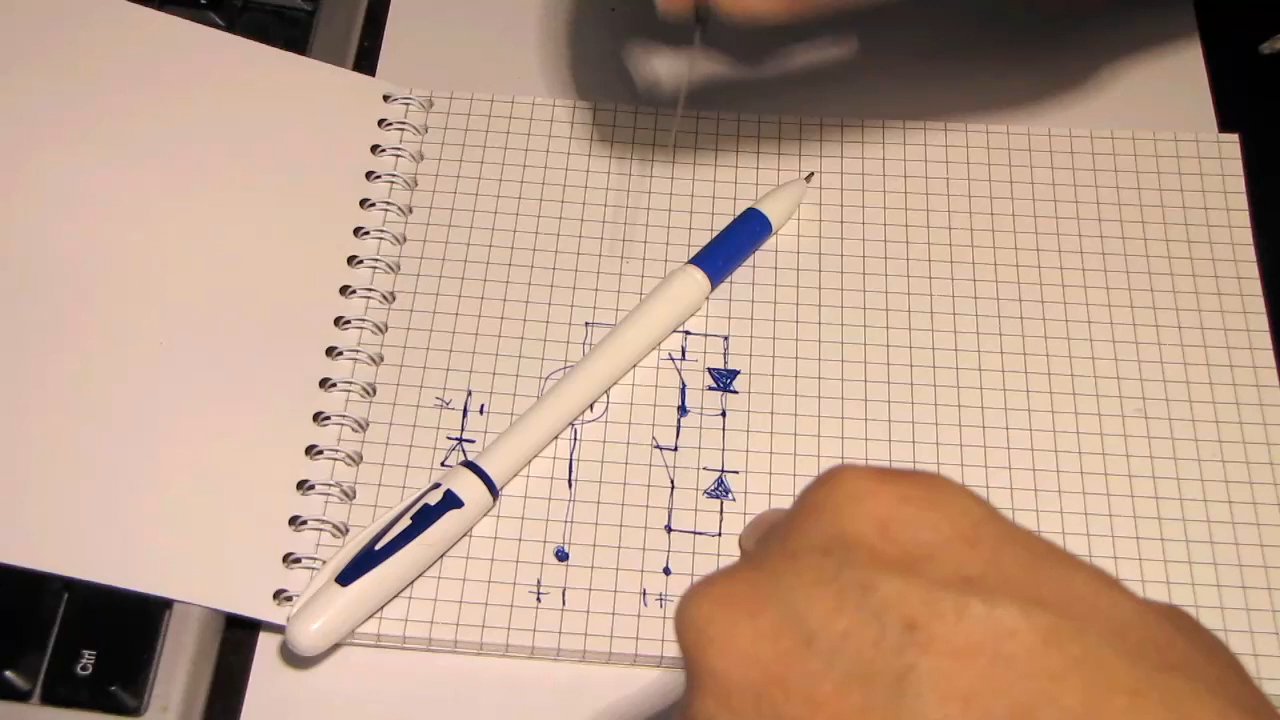 K −
+ −
− +
Ctrl